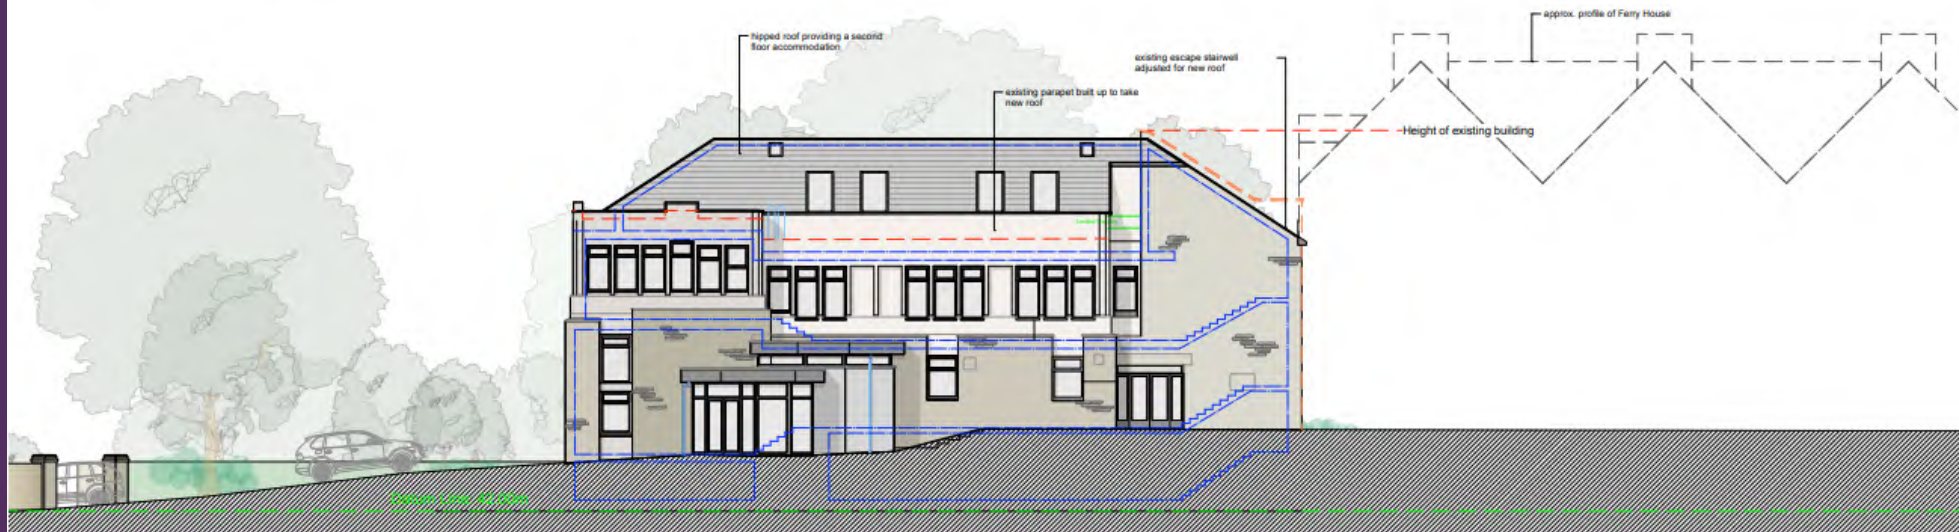 hipped roof providing a second
floor accommodation
existing parapet built up to take
new roof
existing escape stairwell
adjusted for new roof
approx. profile of Ferry House
Height of existing building
Datum Line 42.00m